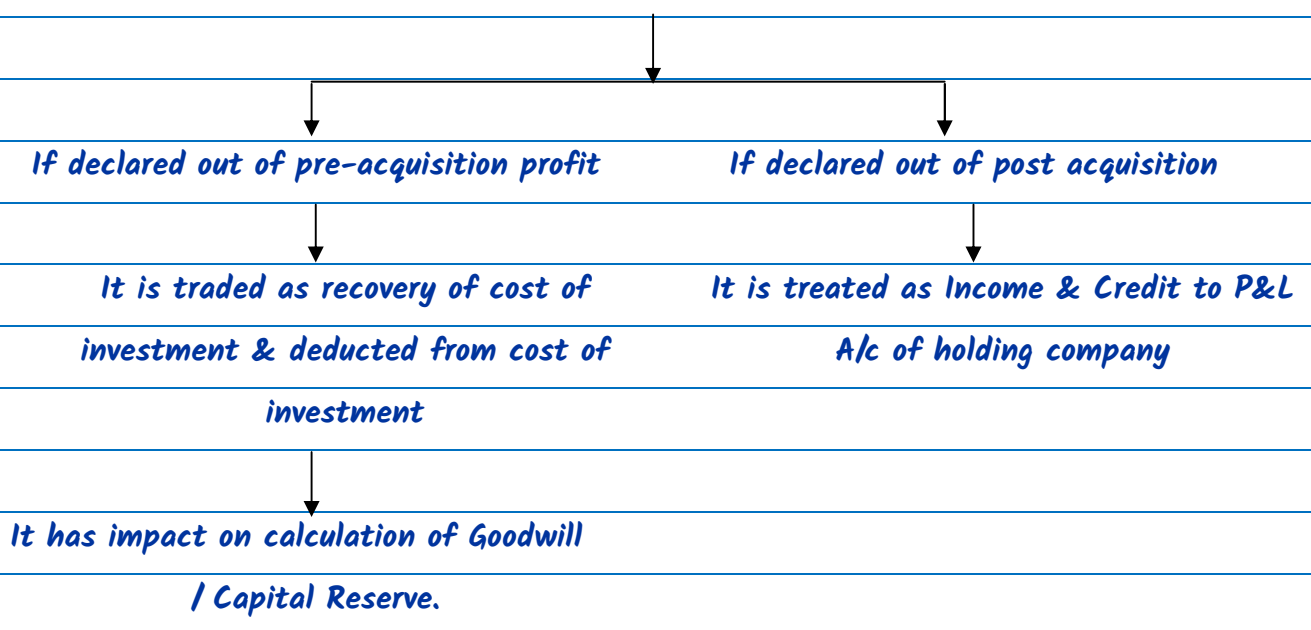 If declared out of pre-acquisition profit
If declared out of post acquisition
It is traded as recovery of cost of
investment & deducted from cost of
investment
It is treated as Income & Credit to P&L
A/c of holding company
It has impact on calculation of Goodwill
/ Capital Reserve.